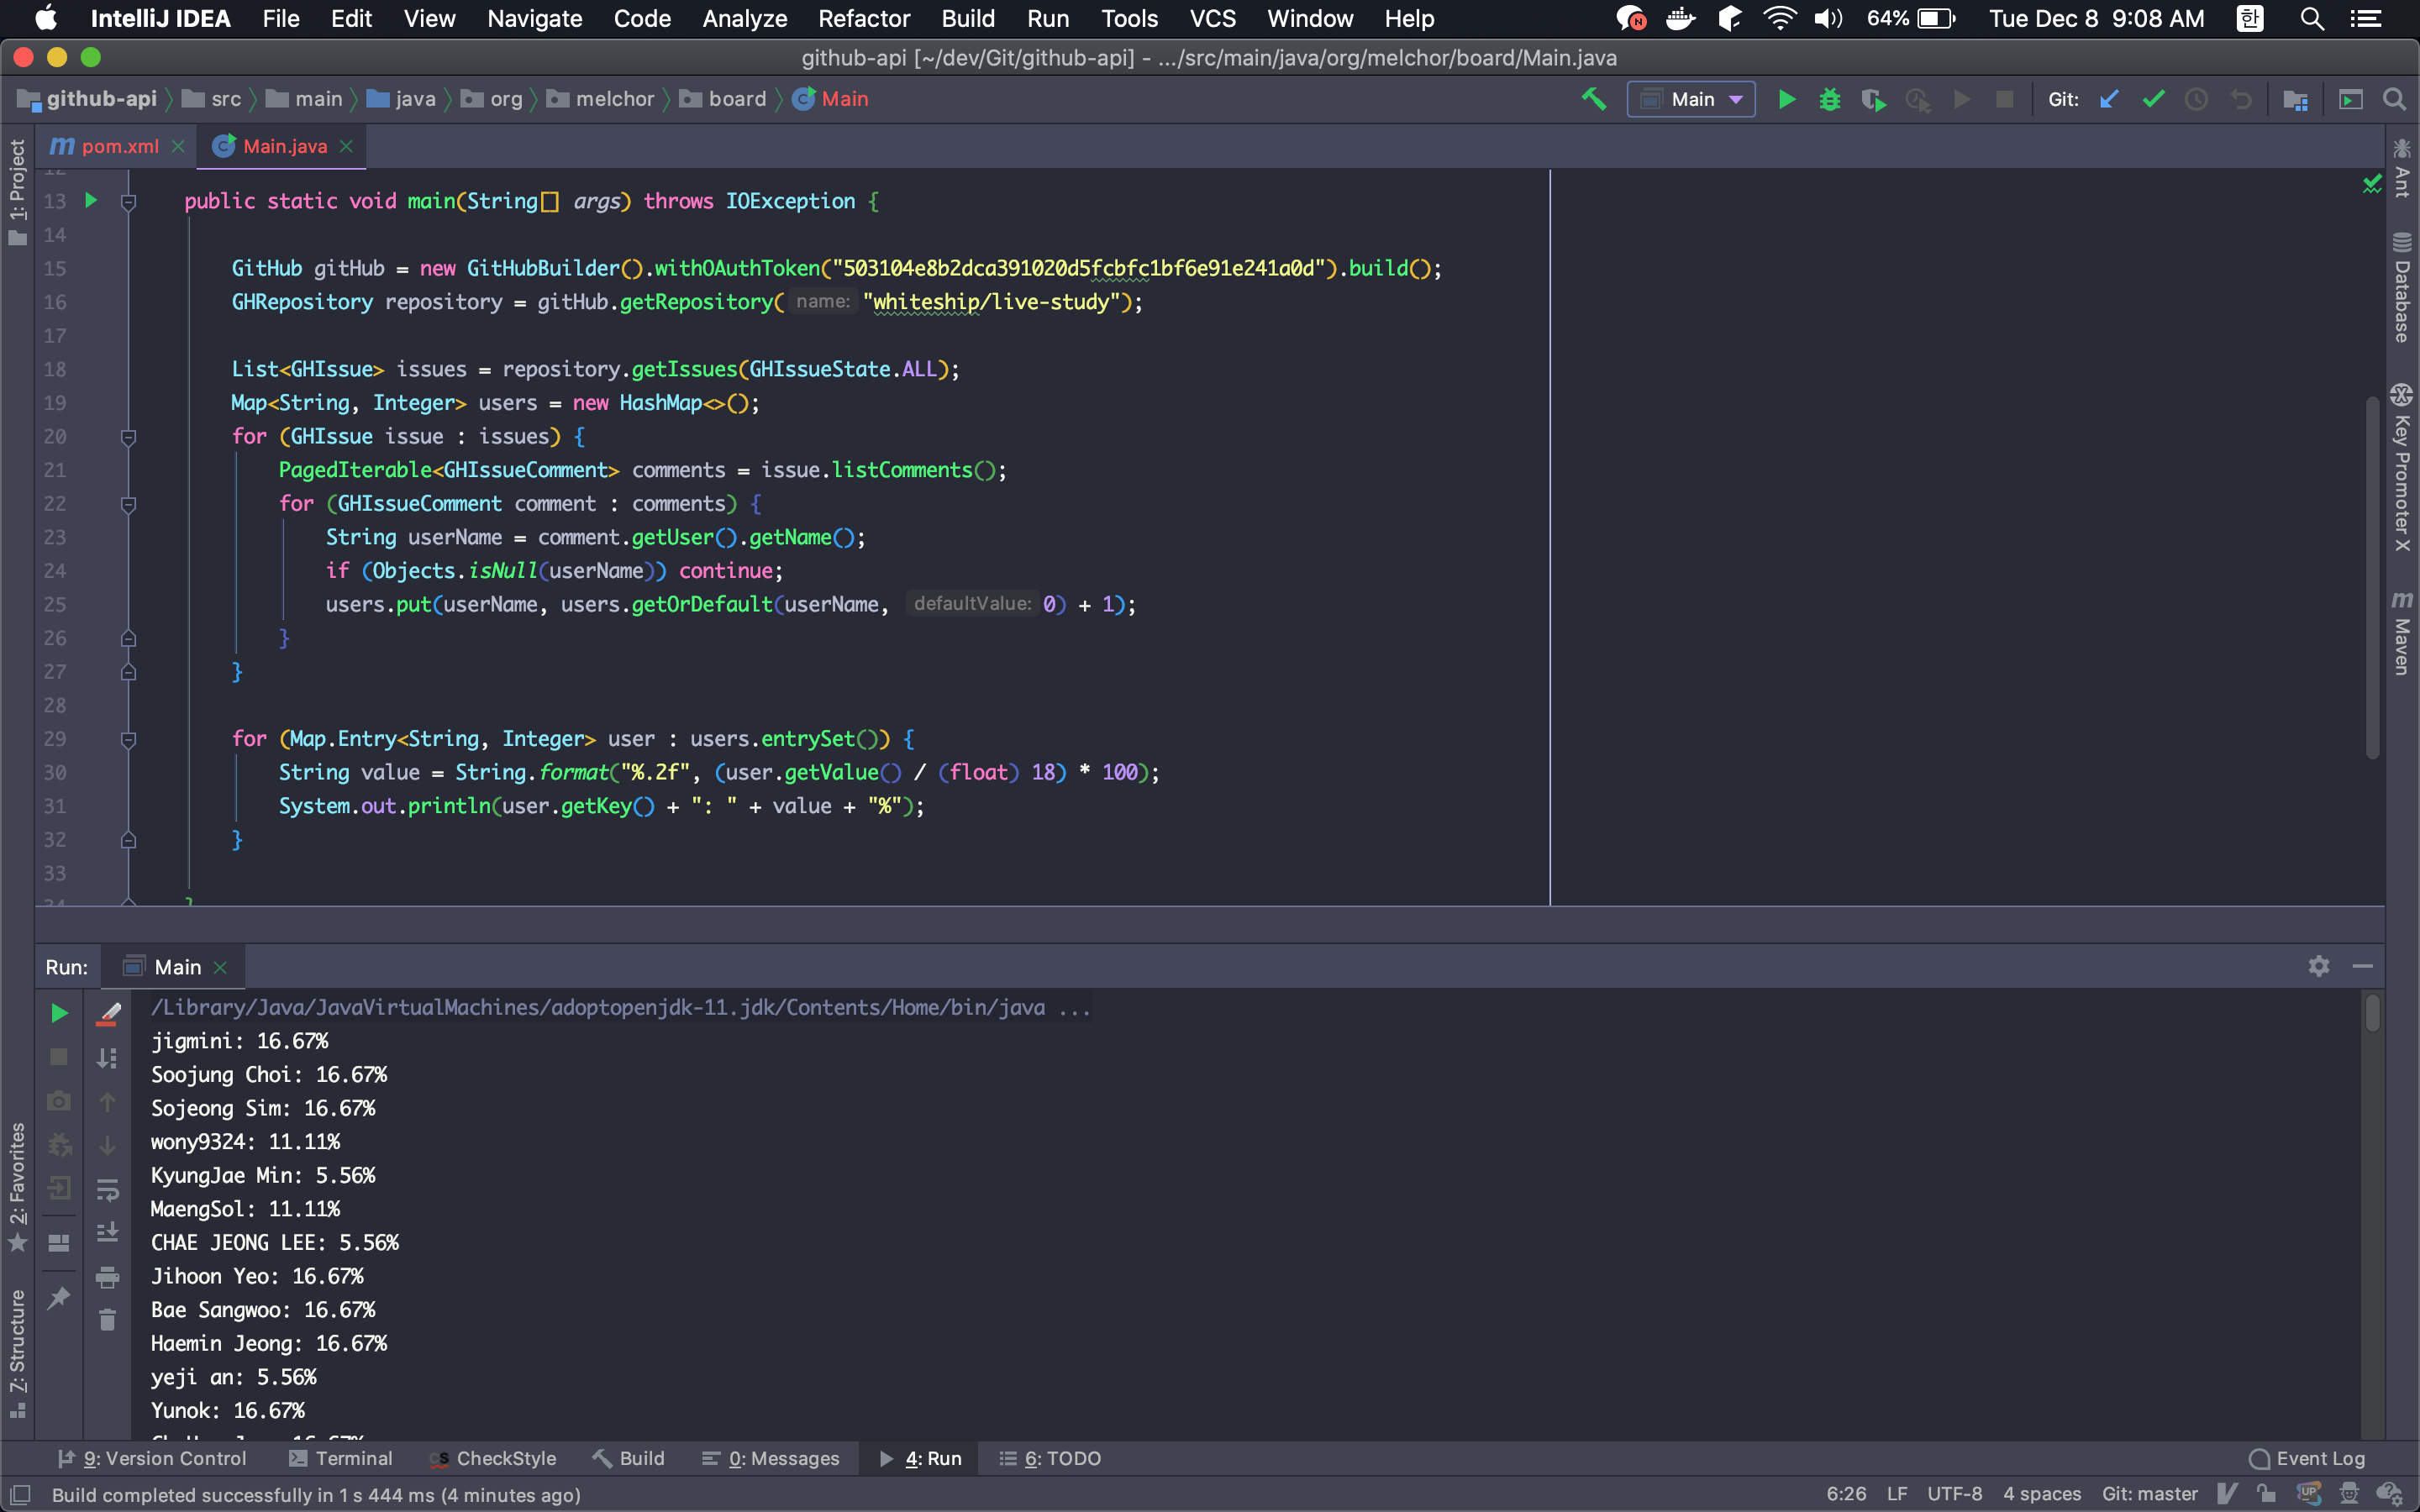 IntelliJ IDEA File Edit View Navigate Code Analyze Refactor Build Run Tools VCS Window Help 64% Tue Dec 8 9:08 AM 한
github-api [~/dev/Git/github-api] - .../src/main/java/org/melchor/board/Main.java
github-api src main java org melchor board Main Main Git:
pom.xml Main.java
12
13 public static void main(String[] args) throws IOException {
14
15 GitHub gitHub = new GitHubBuilder().withOAuthToken("503104e8b2dca391020d5fcbfc1bf6e91e241a0d").build();
16 GHRepository repository = gitHub.getRepository( name: "whiteship/live-study");
17
18 List<GHIssue> issues = repository.getIssues(GHIssueState.ALL);
19 Map<String, Integer> users = new HashMap<>();
20 for (GHIssue issue : issues) {
21 PagedIterable<GHIssueComment> comments = issue.listComments();
22 for (GHIssueComment comment : comments) {
23 String userName = comment.getUser().getName();
24 if (Objects.isNull(userName)) continue;
25 users.put(userName, users.getOrDefault(userName, defaultValue: 0) + 1);
26 }
27 }
28
29 for (Map.Entry<String, Integer> user : users.entrySet()) {
30 String value = String.format("%.2f", (user.getValue() / (float) 18) * 100);
31 System.out.println(user.getKey() + ": " + value + "%");
32 }
33
34 }
1: Project
2: Favorites
Z: Structure
Ant
Database
Key Promoter X
Maven
Run: Main
/Library/Java/JavaVirtualMachines/adoptopenjdk-11.jdk/Contents/Home/bin/java ...
jigmini: 16.67%
Soojung Choi: 16.67%
Sojeong Sim: 16.67%
wony9324: 11.11%
KyungJae Min: 5.56%
MaengSol: 11.11%
CHAE JEONG LEE: 5.56%
Jihoon Yeo: 16.67%
Bae Sangwoo: 16.67%
Haemin Jeong: 16.67%
yeji an: 5.56%
Yunok: 16.67%
9: Version Control Terminal CheckStyle Build 0: Messages 4: Run 6: TODO Event Log
Build completed successfully in 1 s 444 ms (4 minutes ago) 6:26 LF UTF-8 4 spaces Git: master